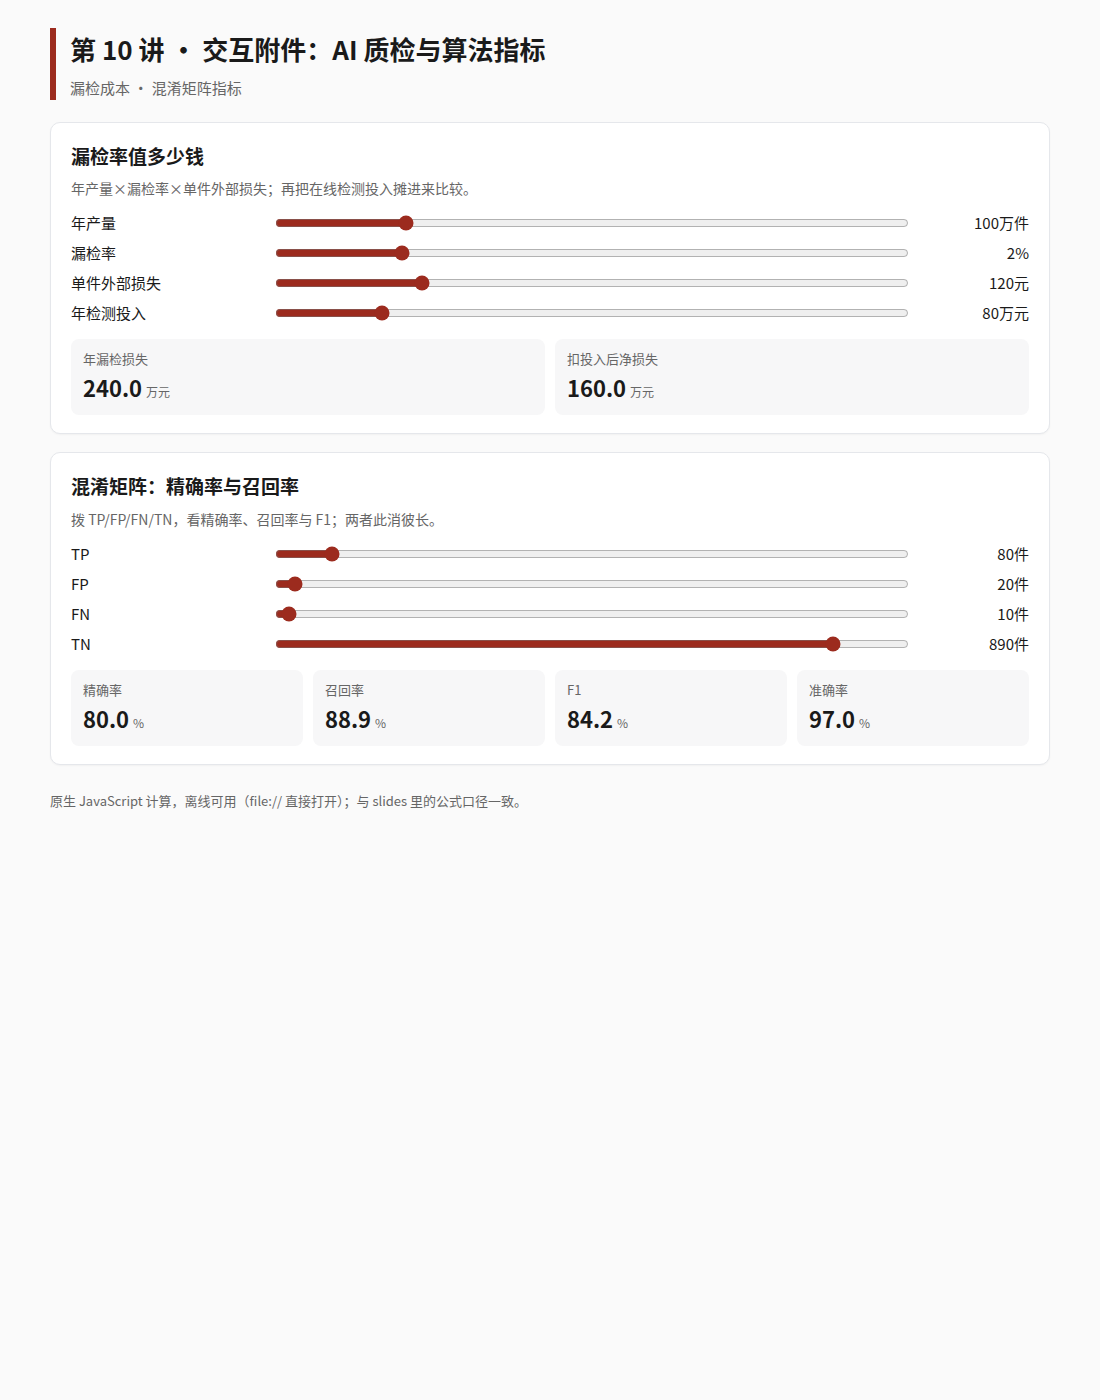 第 10 讲 · 交互附件：AI 质检与算法指标
漏检成本 · 混淆矩阵指标
漏检率值多少钱
年产量×漏检率×单件外部损失；再把在线检测投入摊进来比较。
年产量 100万件
漏检率 2%
单件外部损失 120元
年检测投入 80万元
年漏检损失 扣投入后净损失
240.0 万元 160.0 万元
混淆矩阵：精确率与召回率
拨 TP/FP/FN/TN，看精确率、召回率与 F1；两者此消彼长。
TP 80件
FP 20件
FN 10件
TN 890件
精确率 召回率 F1 准确率
80.0 % 88.9 % 84.2 % 97.0 %
原生 JavaScript 计算，离线可用（file:// 直接打开）；与 slides 里的公式口径一致。